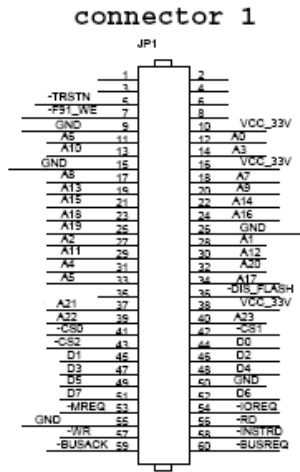 connector 1
JP1
1 2
3 4
-TRSTN 5 6
-F91_WE 7 8
GND 9 10 VCC_33V
A6 11 12 A0
A10 13 14 A3
GND 15 16 VCC_33V
A8 17 18 A7
A13 19 20 A9
A15 21 22 A14
A18 23 24 A16
A19 25 26 GND
A2 27 28 A1
A11 29 30 A12
A4 31 32 A20
A5 33 34 A17
35 36 -DIS_FLASH
A21 37 38 VCC_33V
A22 39 40 A23
-CS0 41 42 -CS1
-CS2 43 44 D0
D1 45 46 D2
D3 47 48 D4
D5 49 50 GND
D7 51 52 D6
-MREQ 53 54 -IOREQ
GND 55 56 -RD
-WR 57 58 -INSTRD
-BUSACK 59 60 -BUSREQ